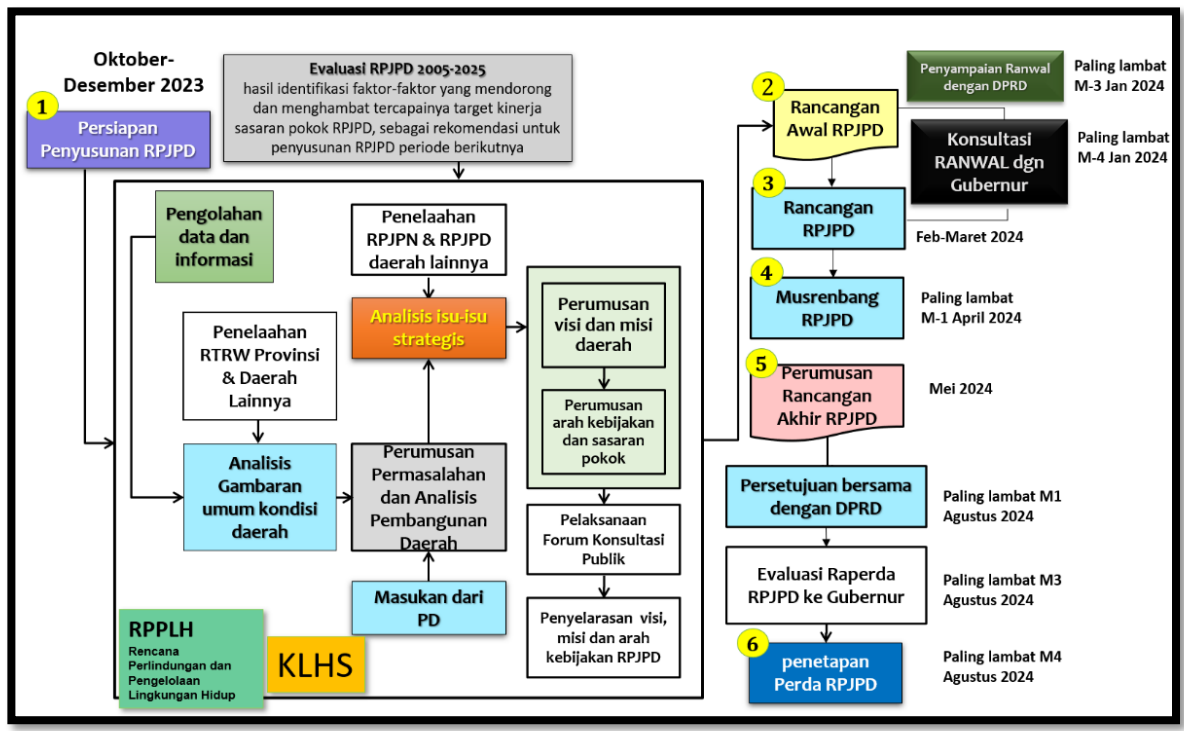 Oktober-
Desember 2023
1
Persiapan
Penyusunan RPJPD
Evaluasi RPJPD 2005-2025
hasil identifikasi faktor-faktor yang mendorong
dan menghambat tercapainya target kinerja
sasaran pokok RPJPD, sebagai rekomendasi untuk
penyusunan RPJPD periode berikutnya
Pengolahan
data dan
informasi
Penelaahan
RTRW Provinsi
& Daerah
Lainnya
Analisis
Gambaran
umum kondisi
daerah
Penelaahan
RPJPN & RPJPD
daerah lainnya
Analisis isu-isu
strategis
Perumusan
Permasalahan
dan Analisis
Pembangunan
Daerah
Masukan dari
PD
Perumusan
visi dan misi
daerah
Perumusan
arah kebijakan
dan sasaran
pokok
Pelaksanaan
Forum Konsultasi
Publik
Penyelarasan visi,
misi dan arah
kebijakan RPJPD
RPPLH
Rencana
Perlindungan dan
Pengelolaan
Lingkungan Hidup
KLHS
2
Rancangan
Awal RPJPD
Penyampaian Ranwal
dengan DPRD
Paling lambat
M-3 Jan 2024
Konsultasi
RANWAL dgn
Gubernur
Paling lambat
M-4 Jan 2024
3
Rancangan
RPJPD
Feb-Maret 2024
4
Musrenbang
RPJPD
Paling lambat
M-1 April 2024
5
Perumusan
Rancangan
Akhir RPJPD
Mei 2024
Persetujuan bersama
dengan DPRD
Paling lambat M1
Agustus 2024
Evaluasi Raperda
RPJPD ke Gubernur
Paling lambat M3
Agustus 2024
6
penetapan
Perda RPJPD
Paling lambat M4
Agustus 2024